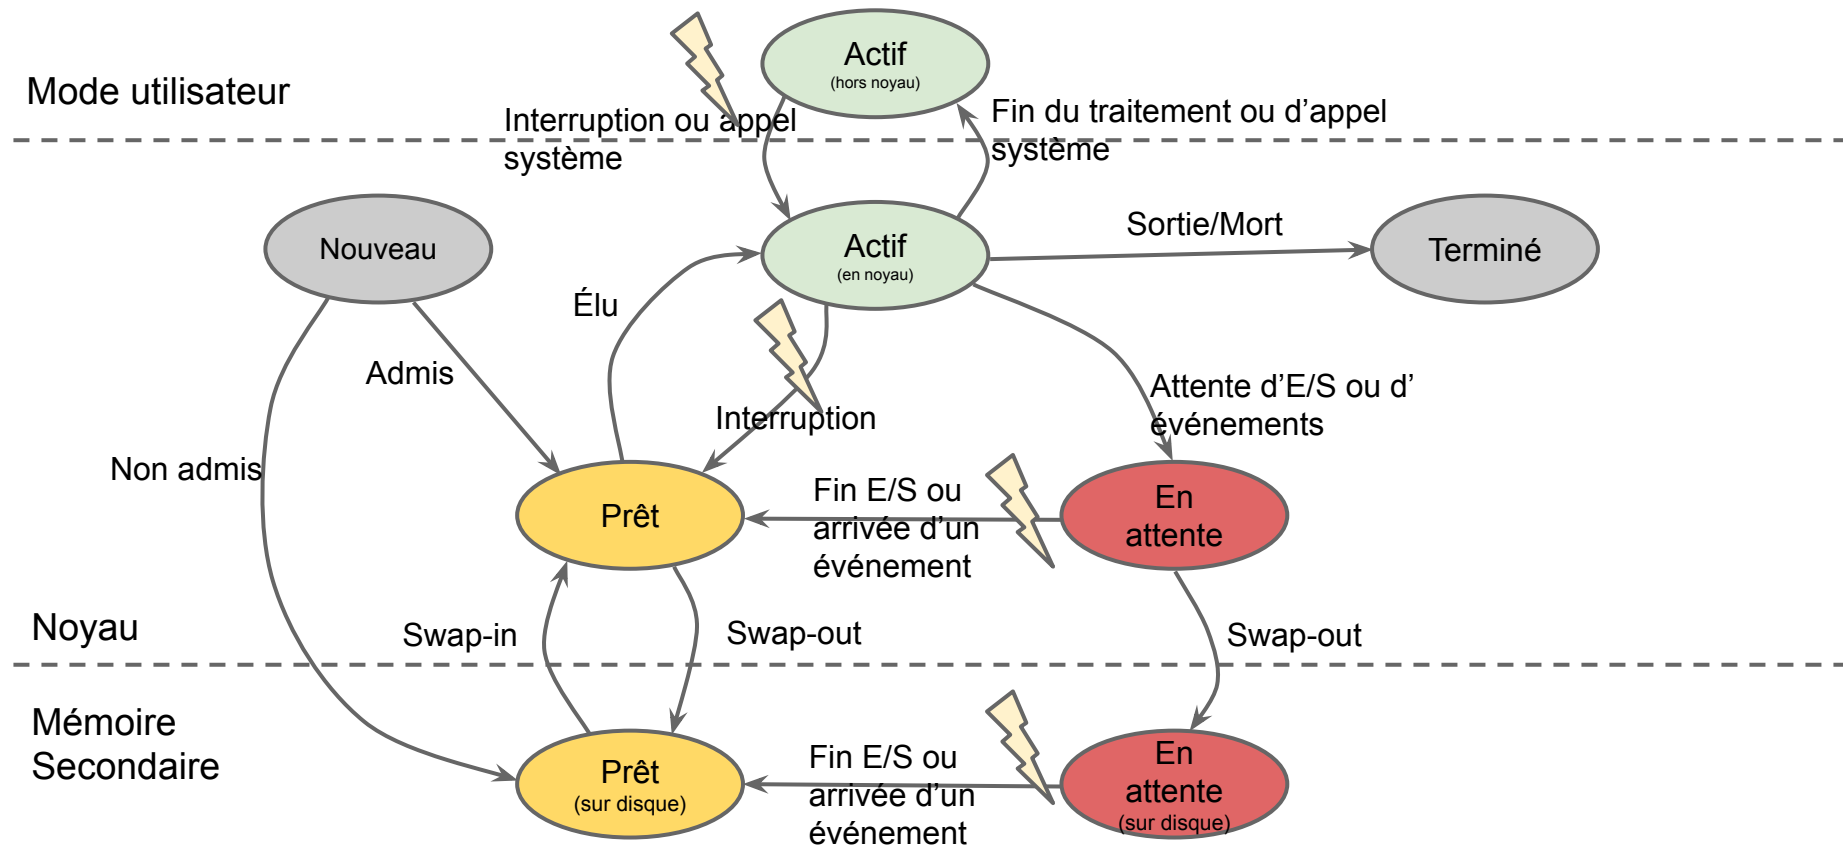 Actif
(hors noyau)
Mode utilisateur
Interruption ou appel
système
Fin du traitement ou d’appel
système
Nouveau
Actif
(en noyau)
Sortie/Mort
Terminé
Élu
Admis
Interruption
Attente d’E/S ou d’
événements
Non admis
Prêt
Fin E/S ou
arrivée d’un
événement
En
attente
Noyau
Swap-in
Swap-out
Swap-out
Mémoire
Secondaire
Prêt
(sur disque)
Fin E/S ou
arrivée d’un
événement
En
attente
(sur disque)